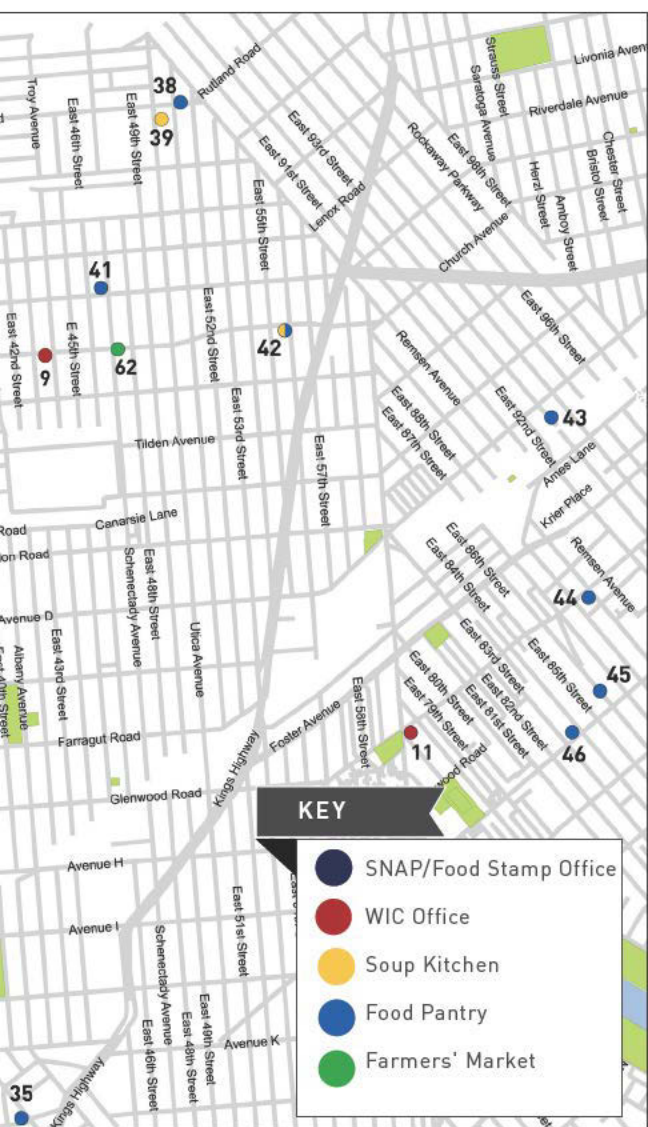 Strauss Street
Livonia Aven
Saratoga Avenue
Rutland Road
38
Troy Avenue
East 46th Street
East 49th Street
39
Riverdale Avenue
East 93rd Street
East 91st Street
Rockaway Parkway
East 98th Street
Chester Street
Bristol Street
Herzl Street
Amboy Street
Lenox Road
East 55th Street
Church Avenue
41
East 52nd Street
East 96th Street
East 42nd Street
9
E 45th Street
62
42
Remsen Avenue
East 88th Street
East 87th Street
East 92nd Street
43
East 53rd Street
Tilden Avenue
East 57th Street
Ames Lane
Krier Place
Canarsie Lane
Road
on Road
East 48th Street
Schenectady Avenue
East 86th Street
East 84th Street
Remsen Avenue
44
Avenue D
East 43rd Street
Albany Avenue
East 40th Street
Utica Avenue
East 83rd Street
East 85th Street
45
East 80th Street
East 79th Street
East 82nd Street
East 81st Street
46
East 58th Street
11
Foster Avenue
Farragut Road
Kings Highway
wood Road
Glenwood Road
KEY
SNAP/Food Stamp Office
WIC Office
Soup Kitchen
Food Pantry
Farmers' Market
Avenue H
Avenue I
East 51st Street
Schenectady Avenue
East 49th Street
East 48th Street
East 46th Street
Avenue K
Kings Highway
35